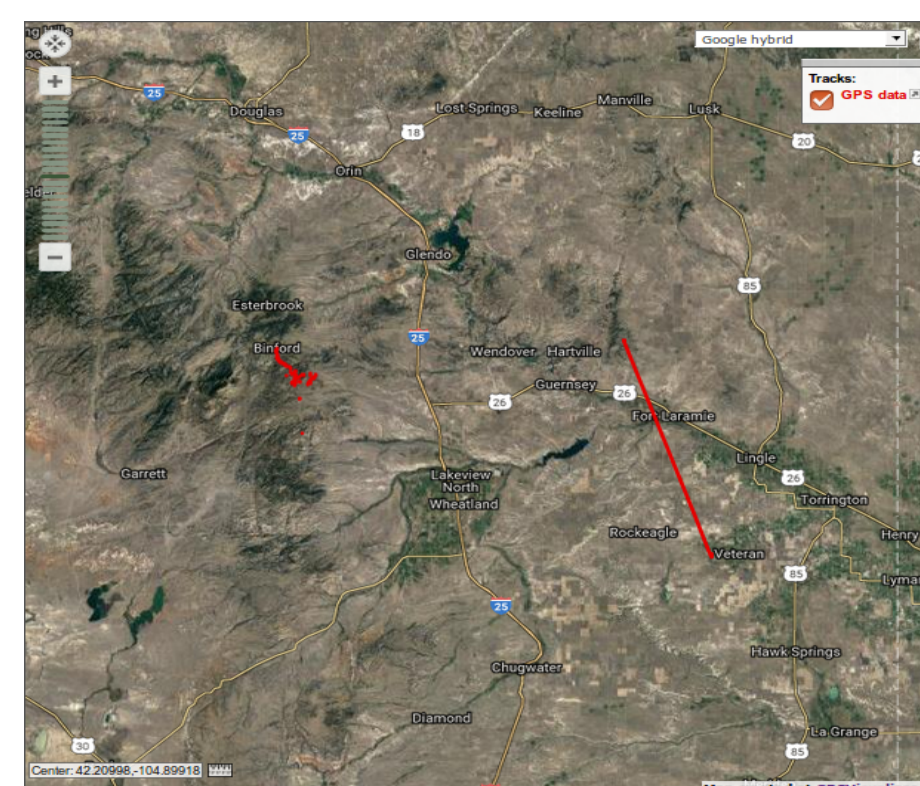 Google hybrid
Tracks:
GPS data
25
Douglas
Lost Springs
Keeline
Manville
Lusk
18
25
20
Orin
Glendo
85
Esterbrook
25
Binford
Wendover
Hartville
Guernsey
26
26
Fort Laramie
Lingle
Garrett
Lakeview
North
26
Wheatland
Torrington
Rockeagle
Henry
Veteran
85
Lyma
25
Hawk Springs
Chugwater
Diamond
La Grange
30
85
Center: 42.20998,-104.89918